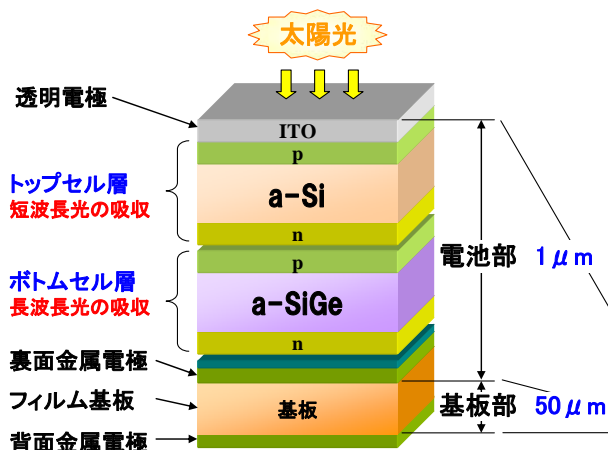 太陽光
透明電極
ITO
p
トップセル層
短波長光の吸収
a-Si
n
p
ボトムセル層
長波長光の吸収
a-SiGe
n
電池部 1μm
裏面金属電極
フィルム基板
基板
基板部 50μm
背面金属電極